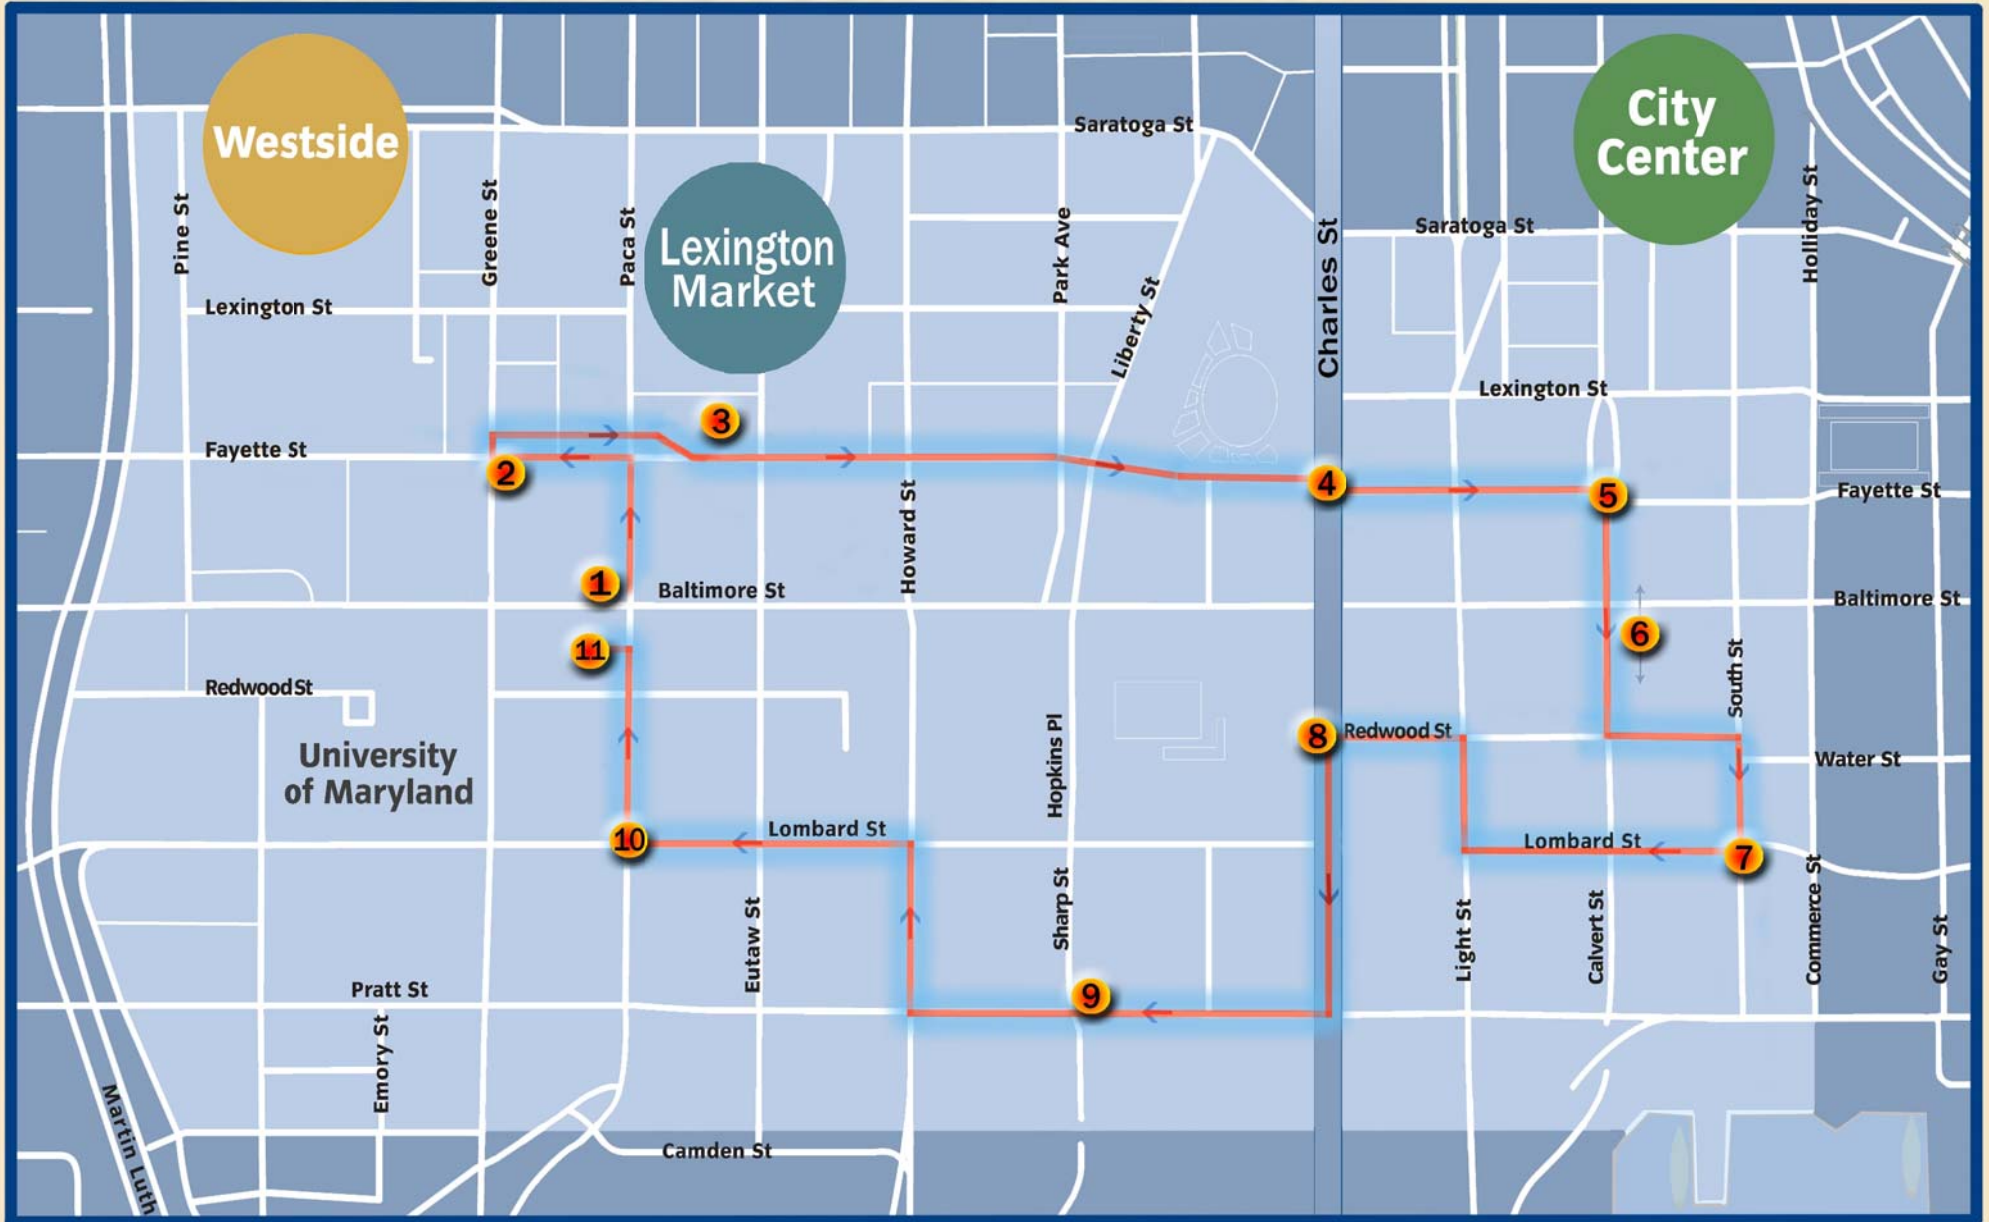 Westside
City
Center
Lexington
Market
Saratoga St
Saratoga St
Pine St
Greene St
Paca St
Park Ave
Liberty St
Charles St
Holliday St
Lexington St
Lexington St
3
Fayette St
2
4
5
Fayette St
Howard St
1
Baltimore St
Baltimore St
11
6
RedwoodSt
South St
8
Redwood St
University
of Maryland
Hopkins Pl
Water St
10
Lombard St
Lombard St
7
Eutaw St
Sharp St
Light St
Calvert St
Commerce St
Gay St
Pratt St
9
Emory St
Martin Luth
Camden St